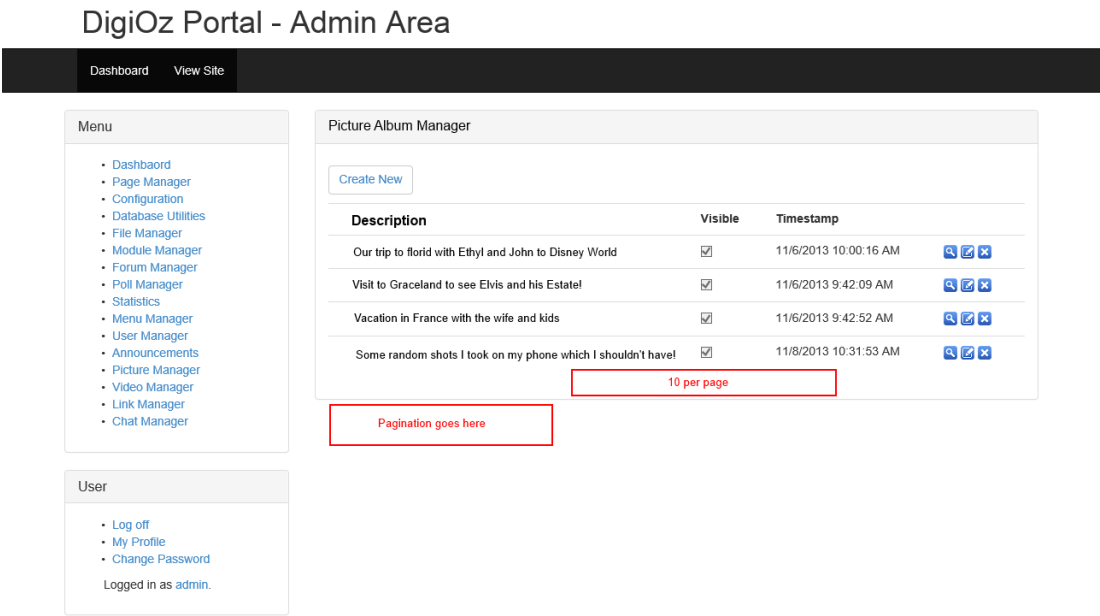 DigiOz Portal - Admin Area
Dashboard View Site
Menu
Dashbaord
Page Manager
Configuration
Database Utilities
File Manager
Module Manager
Forum Manager
Poll Manager
Statistics
Menu Manager
User Manager
Announcements
Picture Manager
Video Manager
Link Manager
Chat Manager
User
Log off
My Profile
Change Password
Logged in as admin.
Picture Album Manager
Create New
Description Visible Timestamp
Our trip to florid with Ethyl and John to Disney World 11/6/2013 10:00:16 AM
Visit to Graceland to see Elvis and his Estate! 11/6/2013 9:42:09 AM
Vacation in France with the wife and kids 11/6/2013 9:42:52 AM
Some random shots I took on my phone which I shouldn't have! 11/8/2013 10:31:53 AM
10 per page
Pagination goes here